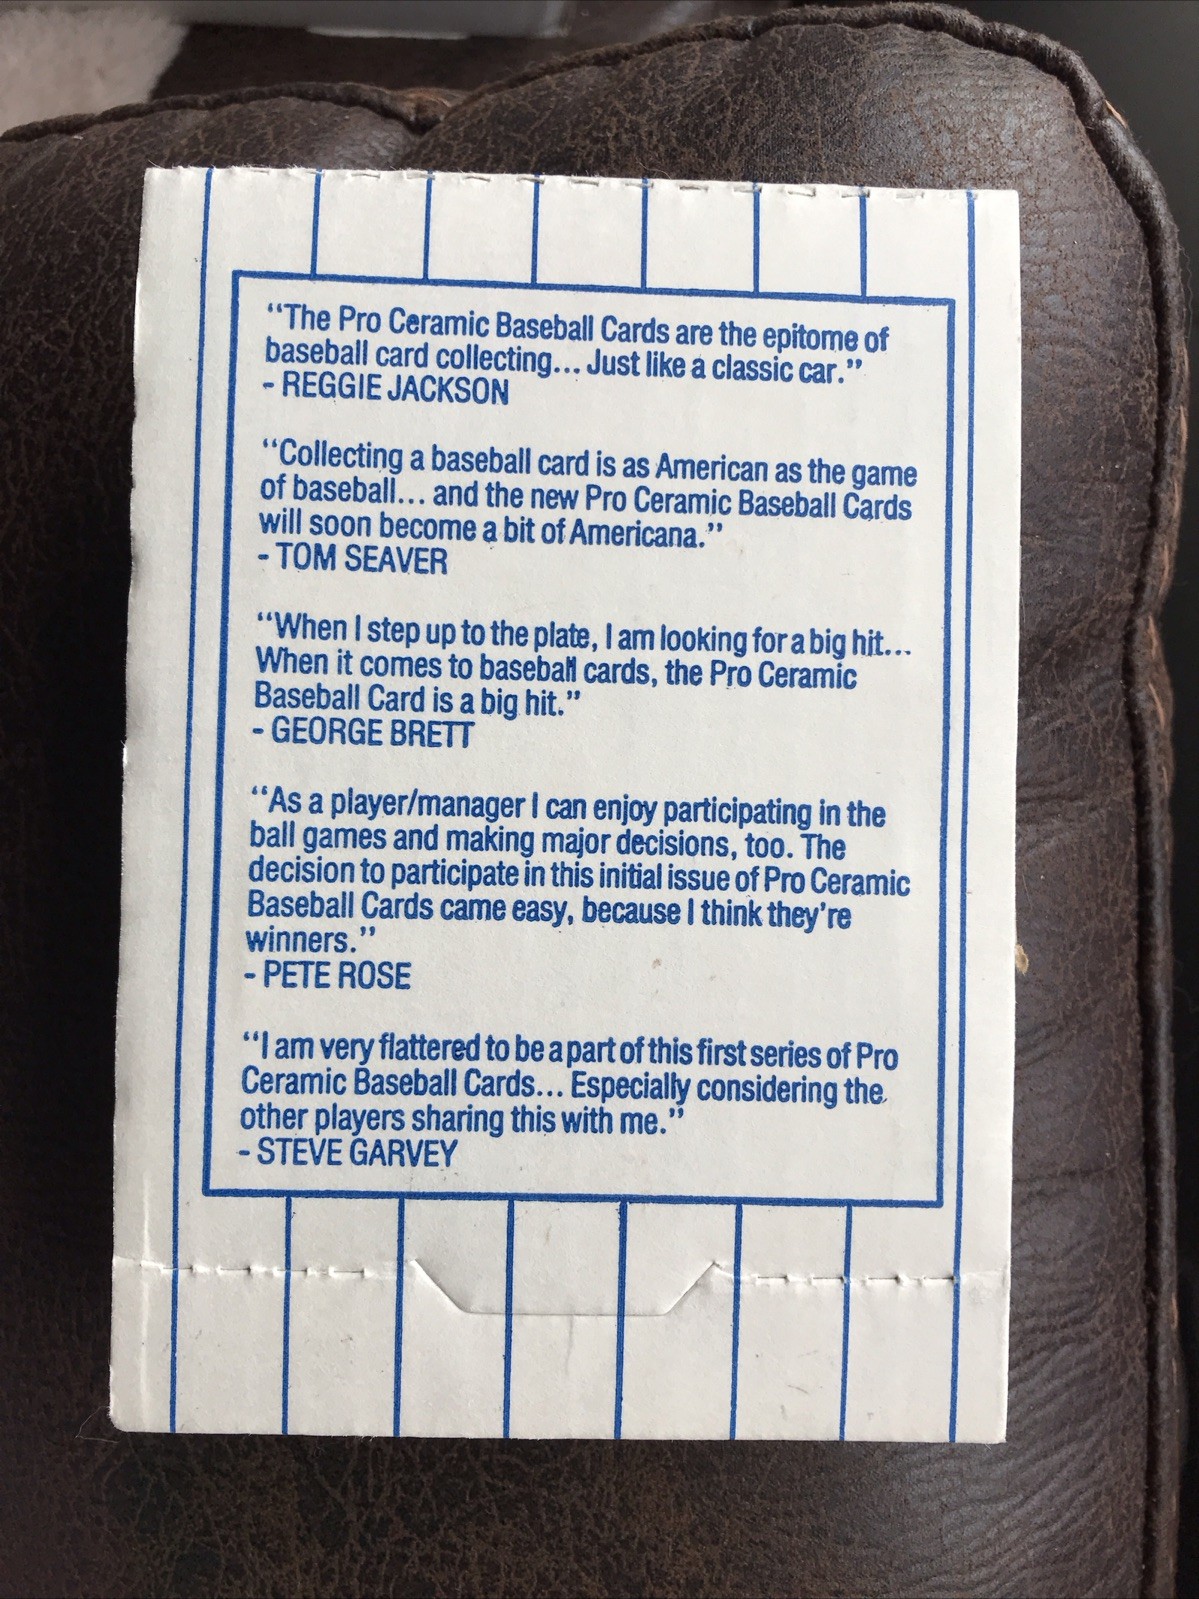 “The Pro Ceramic Baseball Cards are the epitome of
baseball card collecting... Just like a classic car.”
- REGGIE JACKSON
“Collecting a baseball card is as American as the game
of baseball... and the new Pro Ceramic Baseball Cards
will soon become a bit of Americana.”
- TOM SEAVER
“When I step up to the plate, I am looking for a big hit...
When it comes to baseball cards, the Pro Ceramic
Baseball Card is a big hit.”
- GEORGE BRETT
“As a player/manager I can enjoy participating in the
ball games and making major decisions, too. The
decision to participate in this initial issue of Pro Ceramic
Baseball Cards came easy, because I think they're
winners.”
- PETE ROSE
“I am very flattered to be a part of this first series of Pro
Ceramic Baseball Cards... Especially considering the
other players sharing this with me.”
- STEVE GARVEY